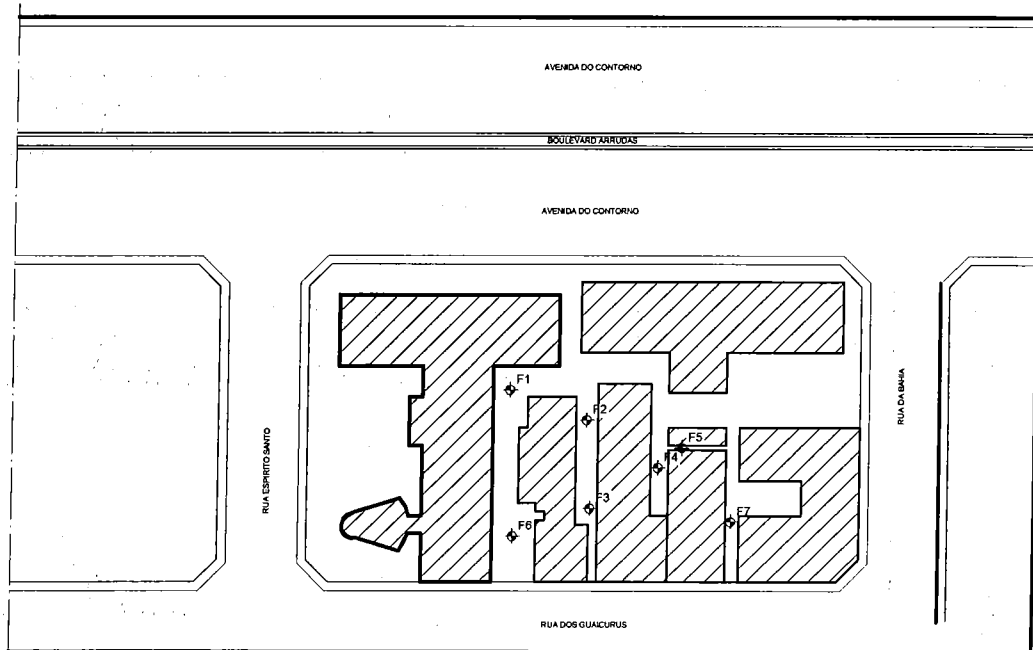 AVENIDA DO CONTORNO
BOULEVARD ARRUDAS
AVENIDA DO CONTORNO
RUA ESPIRITO SANTO
RUA DA BAHIA
F1
F2
F5
F4
F3
F7
F6
RUA DOS GUAICURUS